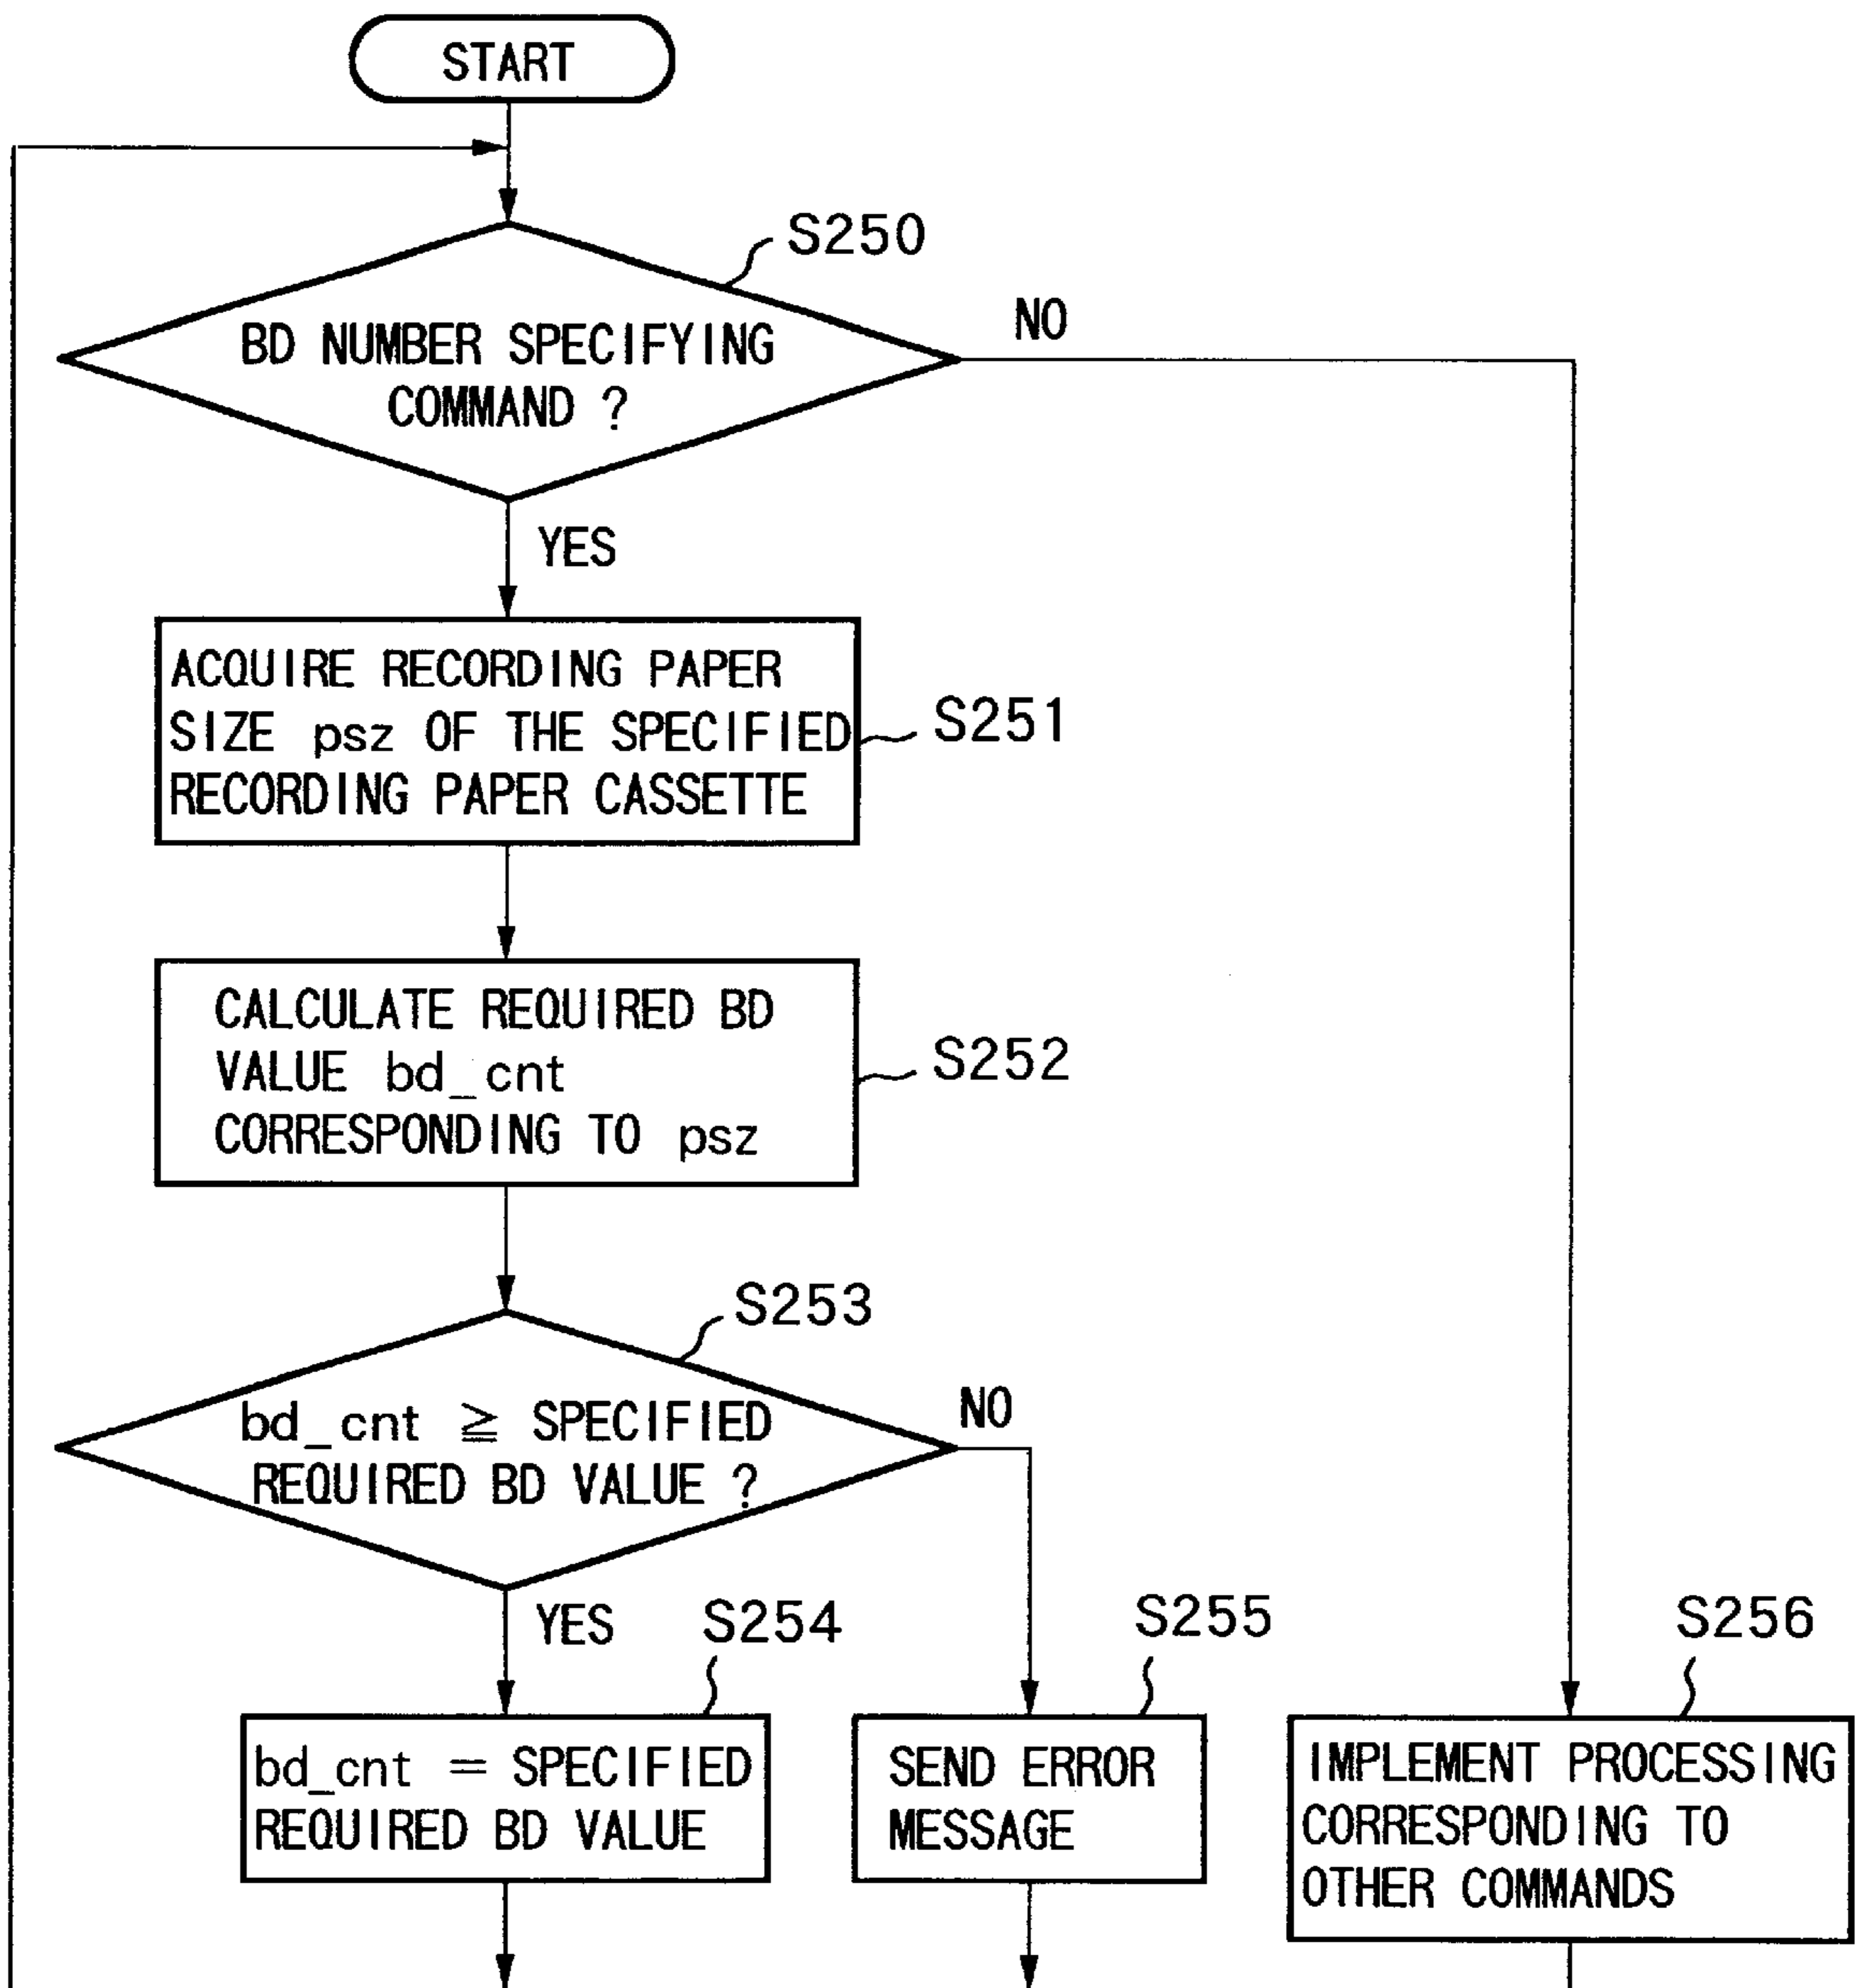 START
S250
BD NUMBER SPECIFYING
COMMAND ?
NO
YES
ACQUIRE RECORDING PAPER
SIZE psz OF THE SPECIFIED
RECORDING PAPER CASSETTE
S251
CALCULATE REQUIRED BD
VALUE bd_cnt
CORRESPONDING TO psz
S252
S253
bd_cnt ≧ SPECIFIED
REQUIRED BD VALUE ?
NO
YES
S254
S255
S256
bd_cnt = SPECIFIED
REQUIRED BD VALUE
SEND ERROR
MESSAGE
IMPLEMENT PROCESSING
CORRESPONDING TO
OTHER COMMANDS